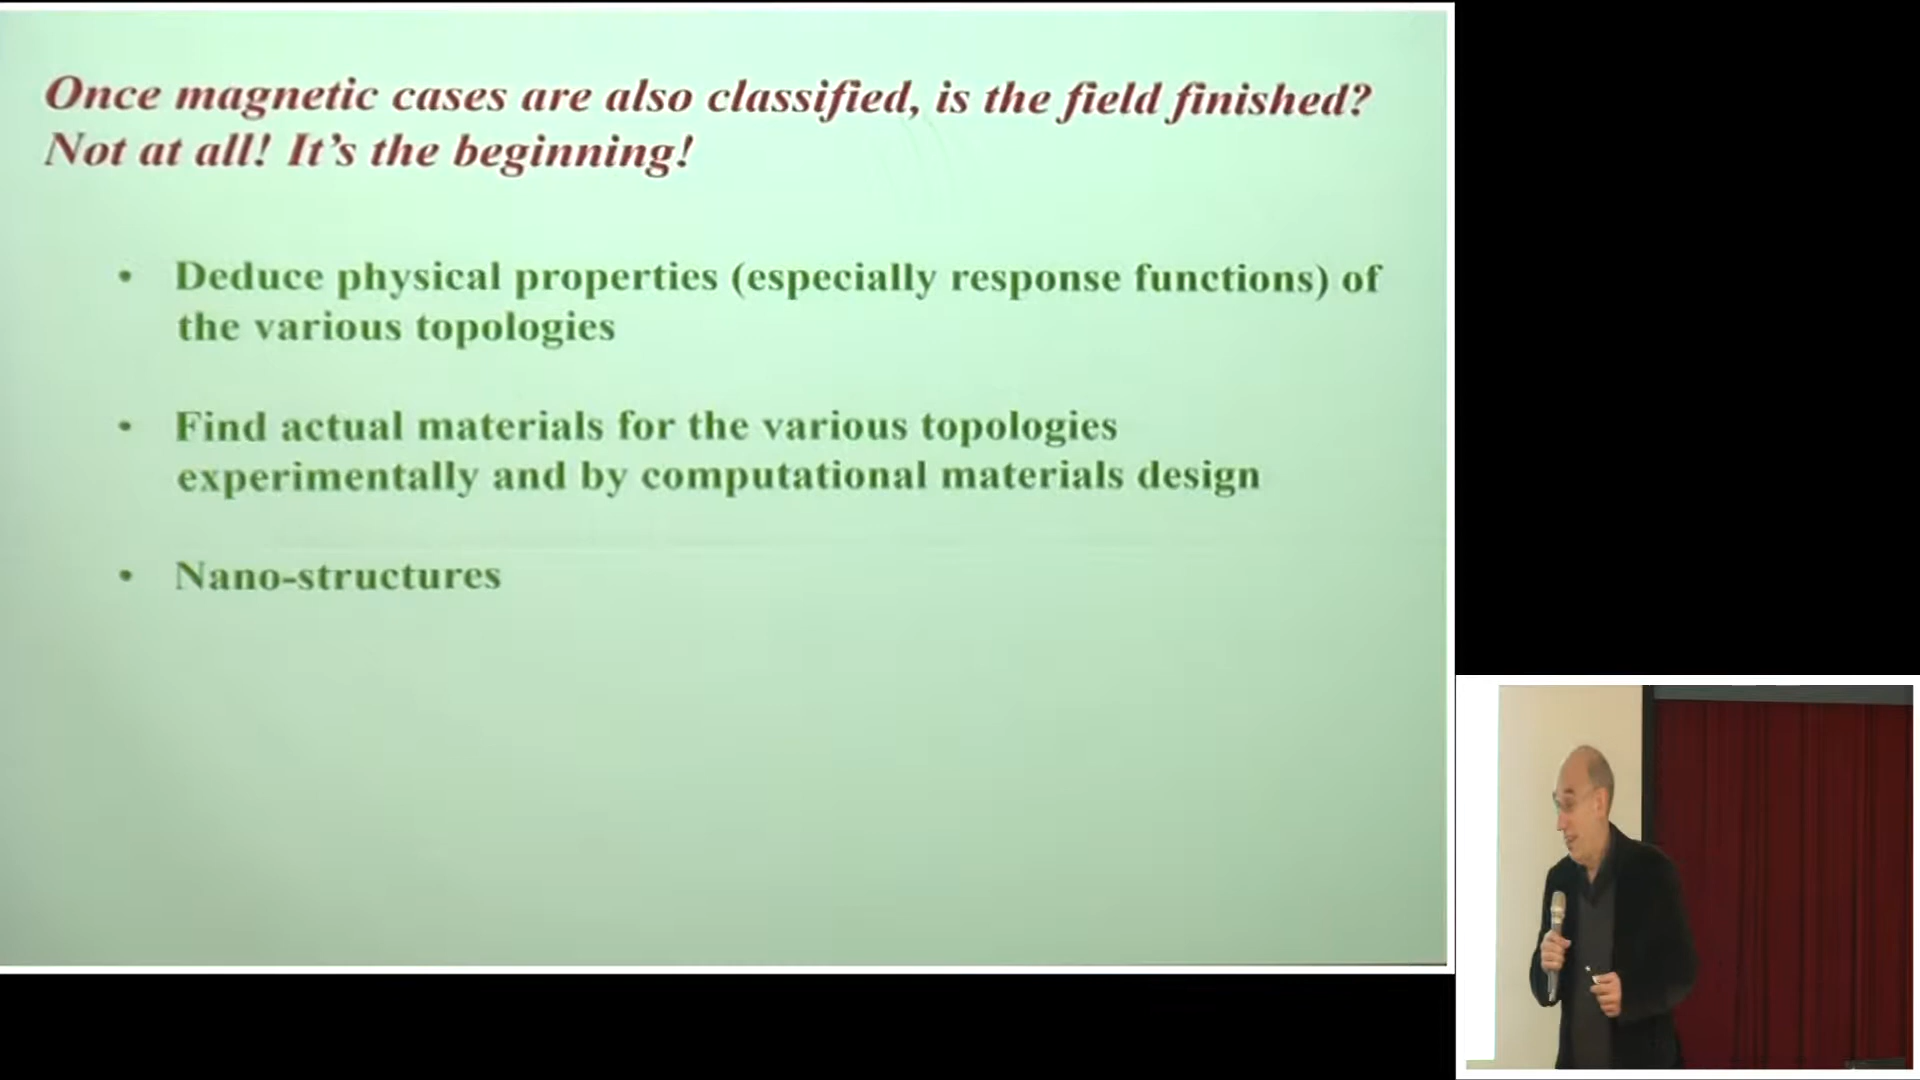 Once magnetic cases are also classified, is the field finished?
Not at all! It's the beginning!
• Deduce physical properties (especially response functions) of
the various topologies
• Find actual materials for the various topologies
experimentally and by computational materials design
• Nano-structures